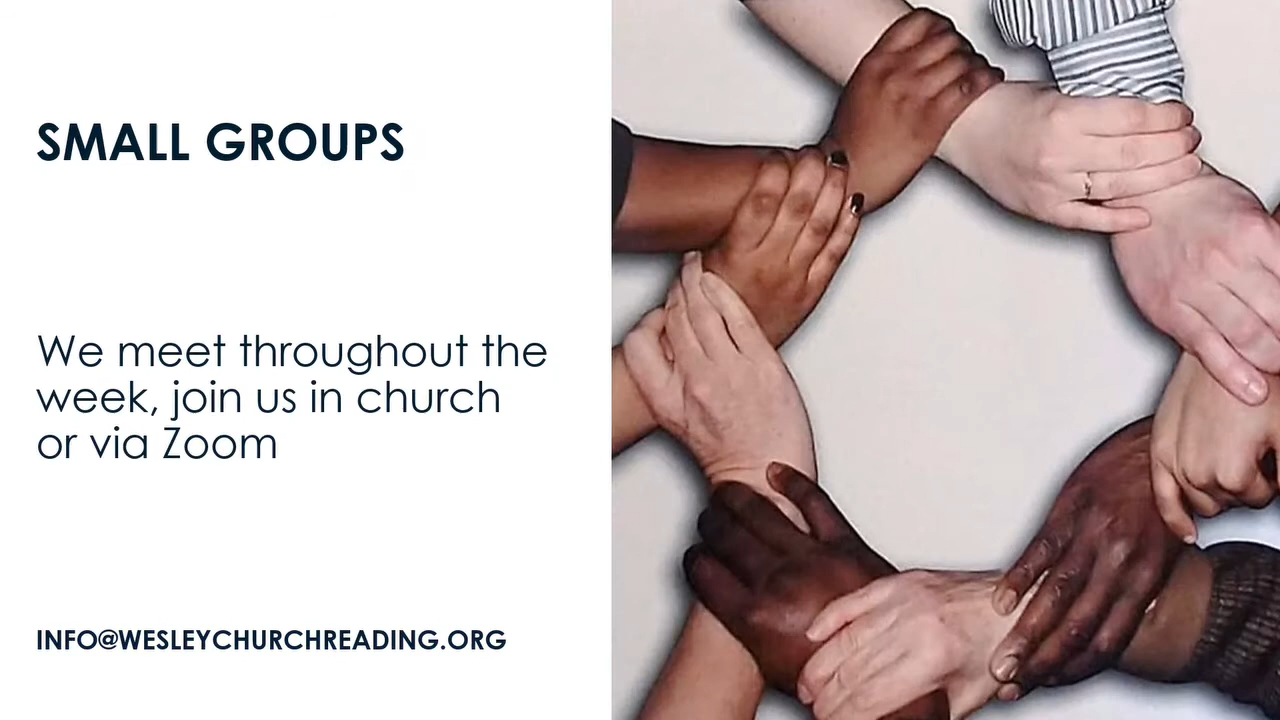 SMALL GROUPS
We meet throughout the
week, join us in church
or via Zoom
INFO@WESLEYCHURCHREADING.ORG